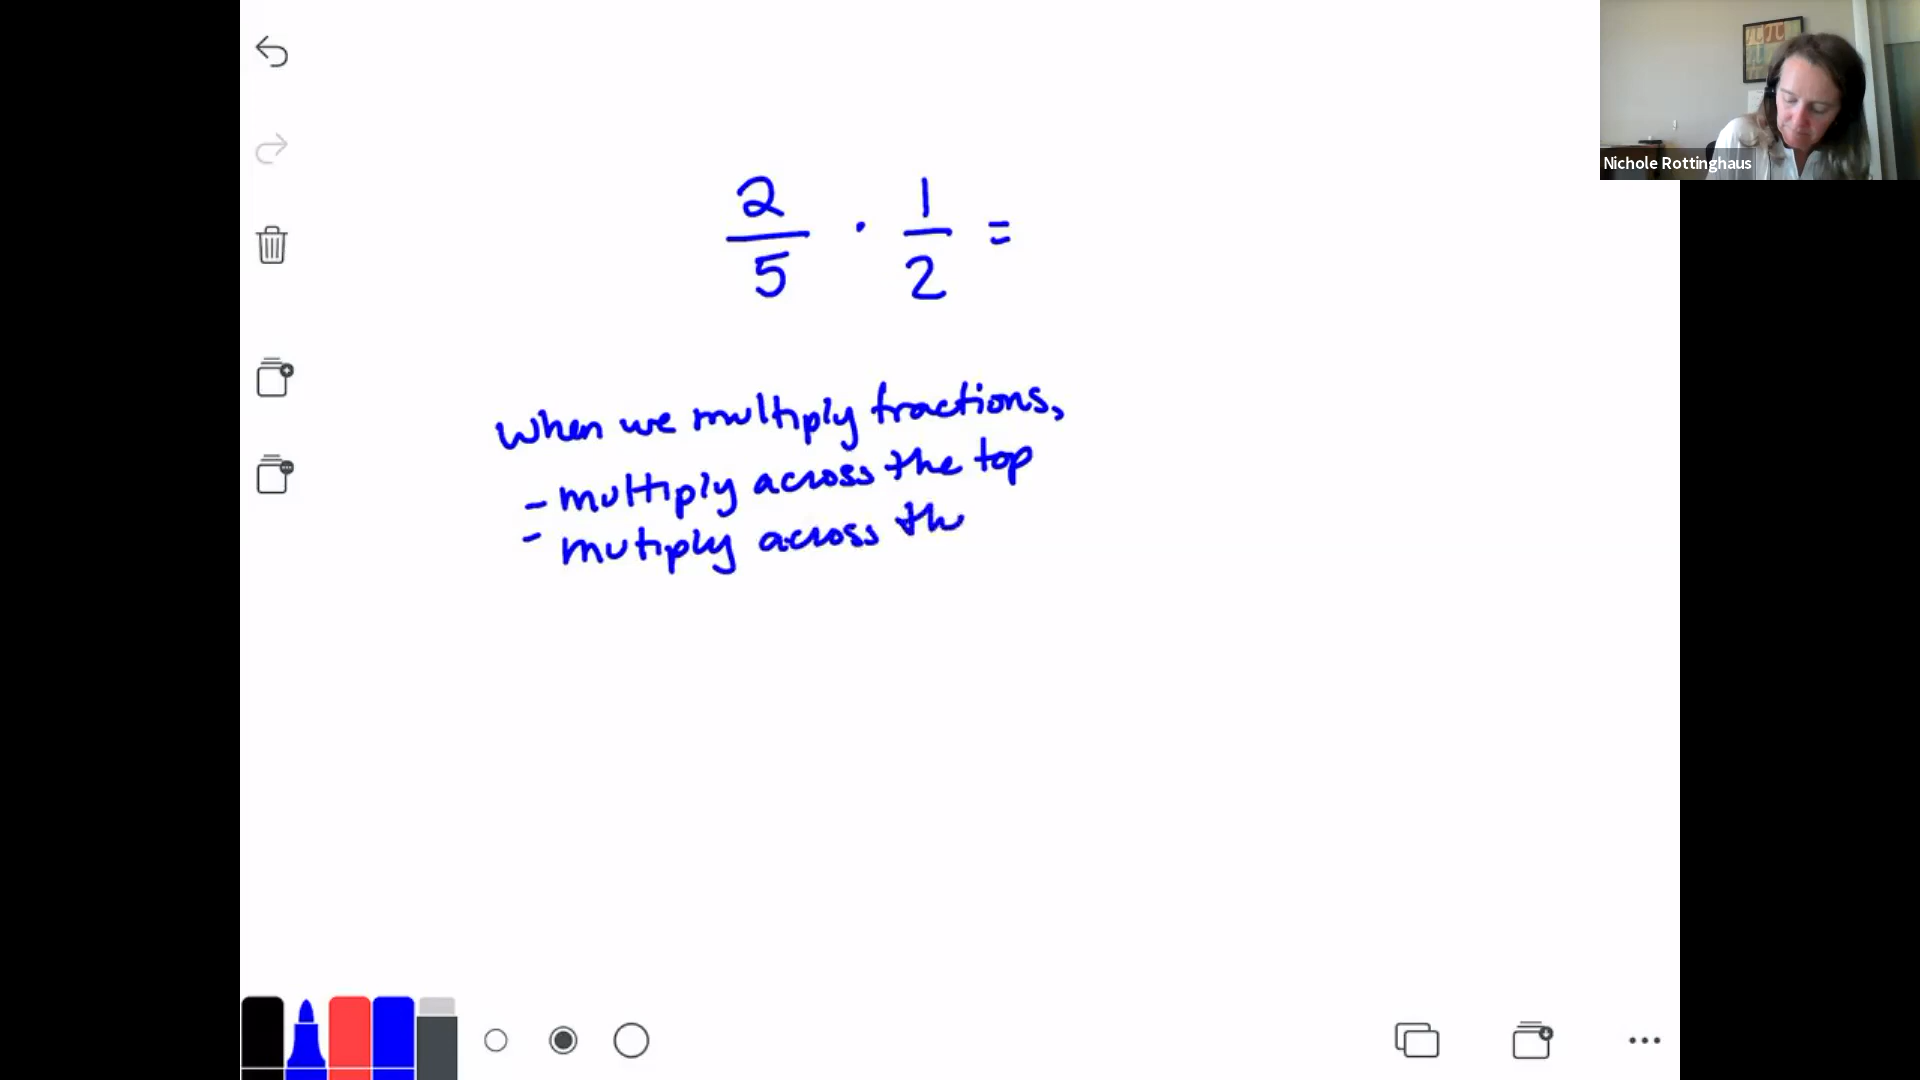 Nichole Rottinghaus
2/5 · 1/2 =
When we multiply fractions,
- multiply across the top
- mutiply across th